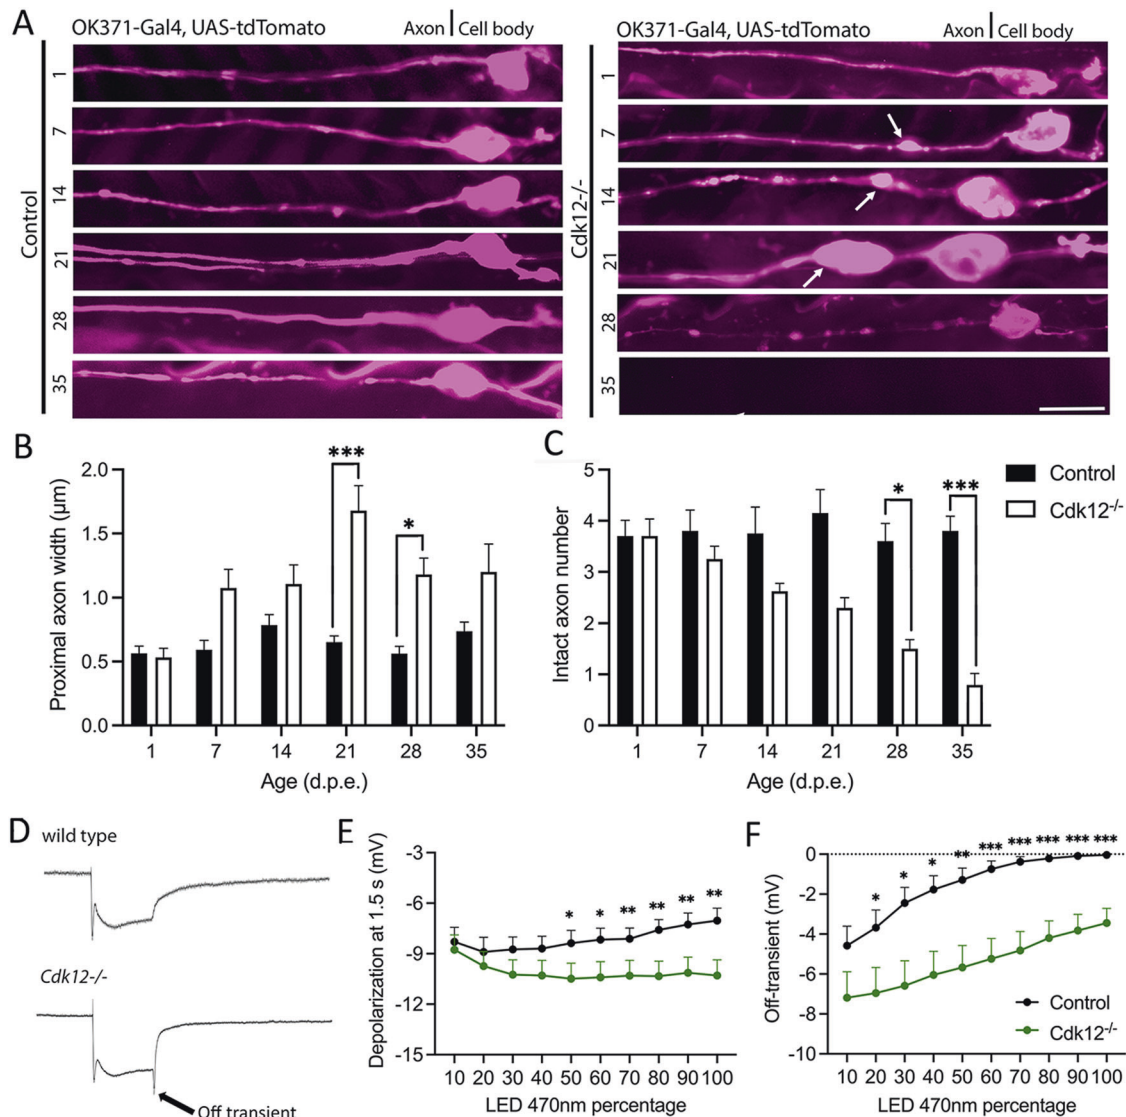 A
OK371-Gal4, UAS-tdTomato Axon Cell body
Control
1
7
14
21
28
35
OK371-Gal4, UAS-tdTomato Axon Cell body
Cdk12-/-
1
7
14
21
28
35
B
Proximal axon width (µm)
2.0
1.5
1.0
0.5
0.0
***
*
1 7 14 21 28 35
Age (d.p.e.)
C
Intact axon number
5
4
3
2
1
0
*
***
1 7 14 21 28 35
Age (d.p.e.)
Control
Cdk12-/-
D
wild type
Cdk12-/-
Off transient
E
Depolarization at 1.5 s (mV)
-3
-6
-9
-12
-15
* * ** ** ** **
10 20 30 40 50 60 70 80 90 100
LED 470nm percentage
F
Off-transient (mV)
0
-2
-4
-6
-8
-10
* * * ** *** *** *** *** ***
Control
Cdk12-/-
10 20 30 40 50 60 70 80 90 100
LED 470nm percentage